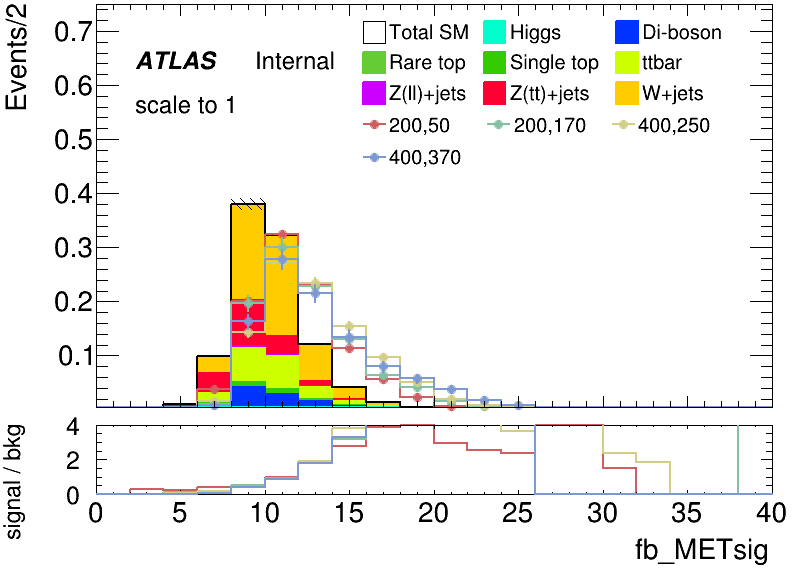 Events/2
0.7
0.6
0.5
0.4
0.3
0.2
0.1
ATLAS Internal
scale to 1
Total SM Higgs Di-boson
Rare top Single top ttbar
Z(ll)+jets Z(tt)+jets W+jets
200,50 200,170 400,250
400,370
signal / bkg
4
2
0
0 5 10 15 20 25 30 35 40
fb_METsig